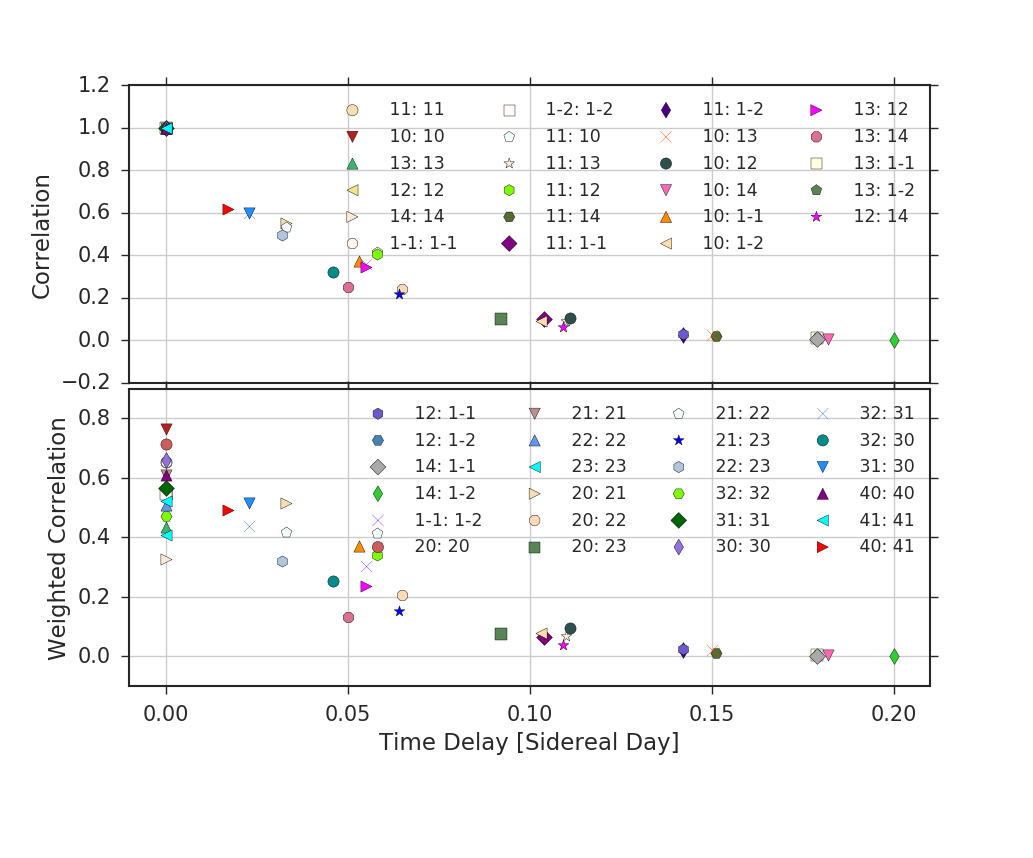 1.2
1.0
0.8
0.6
0.4
0.2
0.0
−0.2
Correlation
11: 11 1-2: 1-2 11: 1-2 13: 12
10: 10 11: 10 10: 13 13: 14
13: 13 11: 13 10: 12 13: 1-1
12: 12 11: 12 10: 14 13: 1-2
14: 14 11: 14 10: 1-1 12: 14
1-1: 1-1 11: 1-1 10: 1-2
0.8
0.6
0.4
0.2
0.0
Weighted Correlation
12: 1-1 21: 21 21: 22 32: 31
12: 1-2 22: 22 21: 23 32: 30
14: 1-1 23: 23 22: 23 31: 30
14: 1-2 20: 21 32: 32 40: 40
1-1: 1-2 20: 22 31: 31 41: 41
20: 20 20: 23 30: 30 40: 41
0.00 0.05 0.10 0.15 0.20
Time Delay [Sidereal Day]